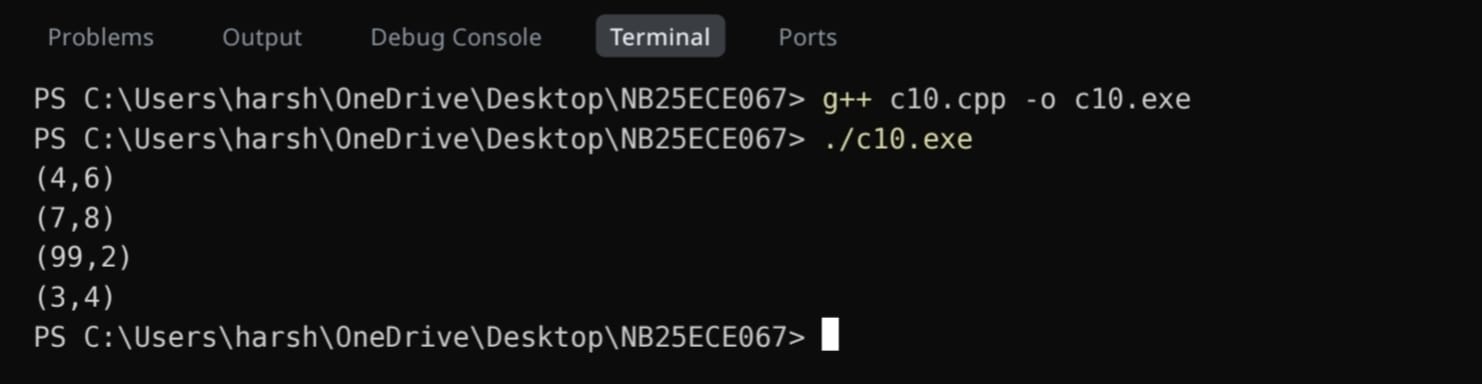 Problems Output Debug Console Terminal Ports
PS C:\Users\harsh\OneDrive\Desktop\NB25ECE067> g++ c10.cpp -o c10.exe
PS C:\Users\harsh\OneDrive\Desktop\NB25ECE067> ./c10.exe
(4,6)
(7,8)
(99,2)
(3,4)
PS C:\Users\harsh\OneDrive\Desktop\NB25ECE067>